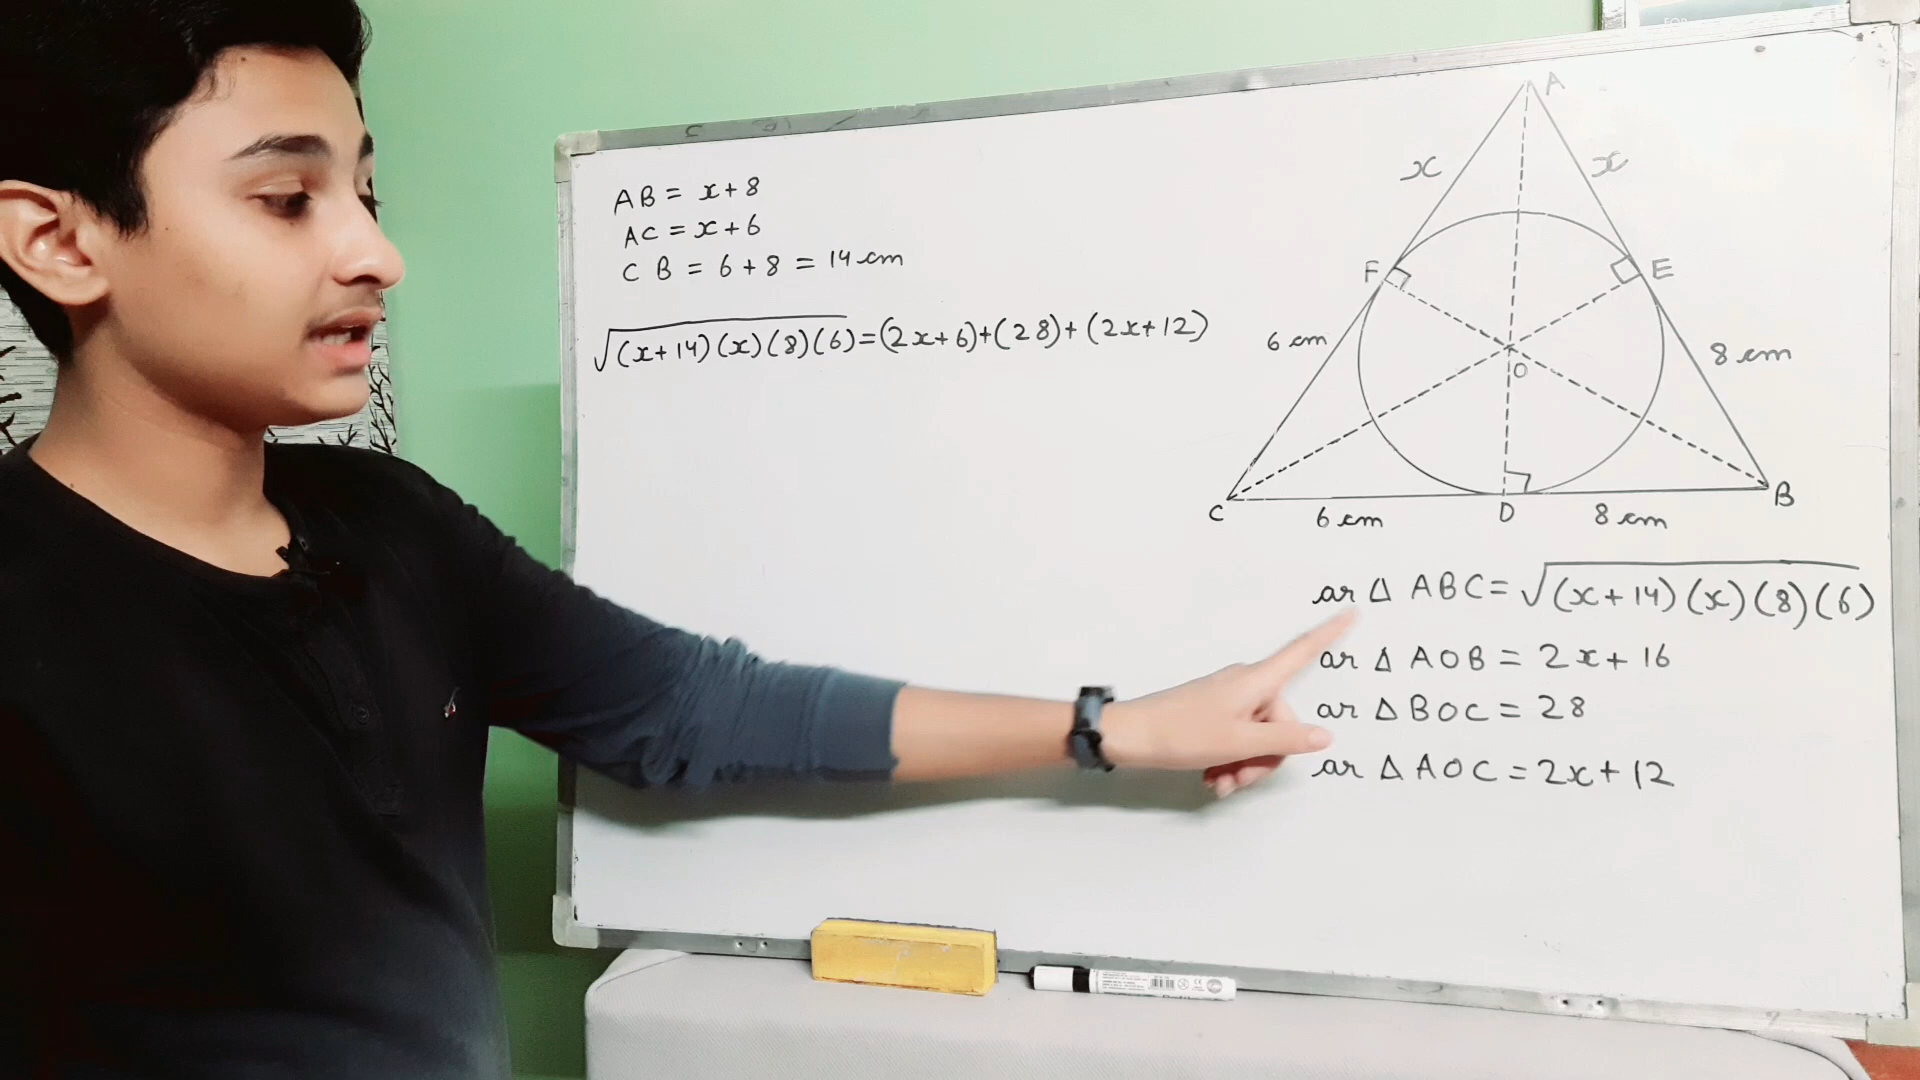 AB = x+8
AC = x+6
CB = 6+8 = 14 cm
√(x+14)(x)(8)(6) = (2x+6)+(28)+(2x+12)
A
x x
F E
6 cm 8 cm
O
C D B
6 cm 8 cm
ar Δ ABC = √(x+14)(x)(8)(6)
ar Δ AOB = 2x+16
ar Δ BOC = 28
ar Δ AOC = 2x+12